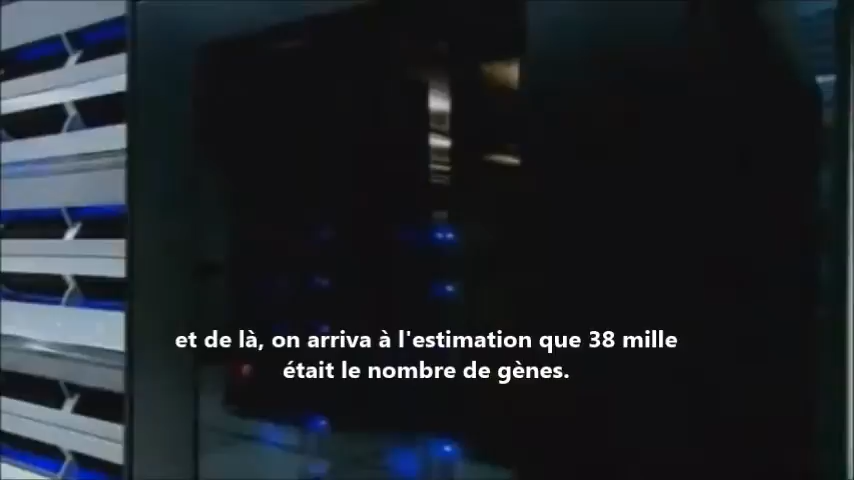 et de là, on arriva à l'estimation que 38 mille
était le nombre de gènes.